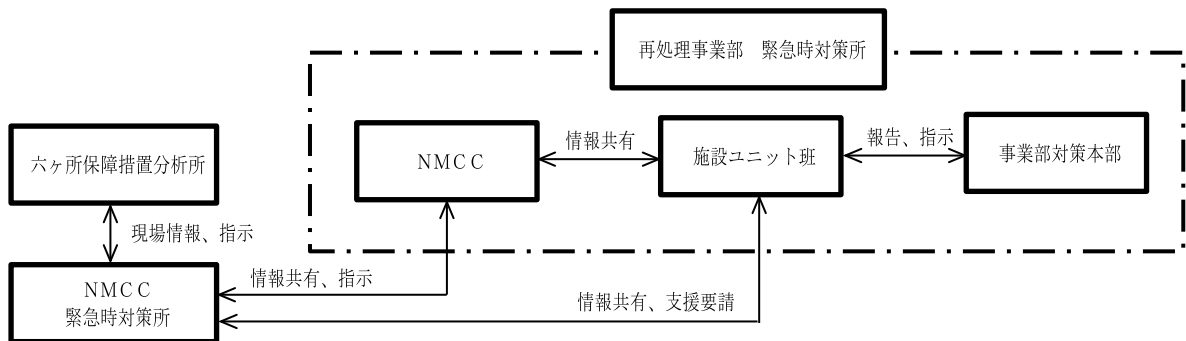 再処理事業部　緊急時対策所
六ヶ所保障措置分析所
ＮＭＣＣ
情報共有
施設ユニット班
報告、指示
事業部対策本部
現場情報、指示
ＮＭＣＣ
緊急時対策所
情報共有、指示
情報共有、支援要請